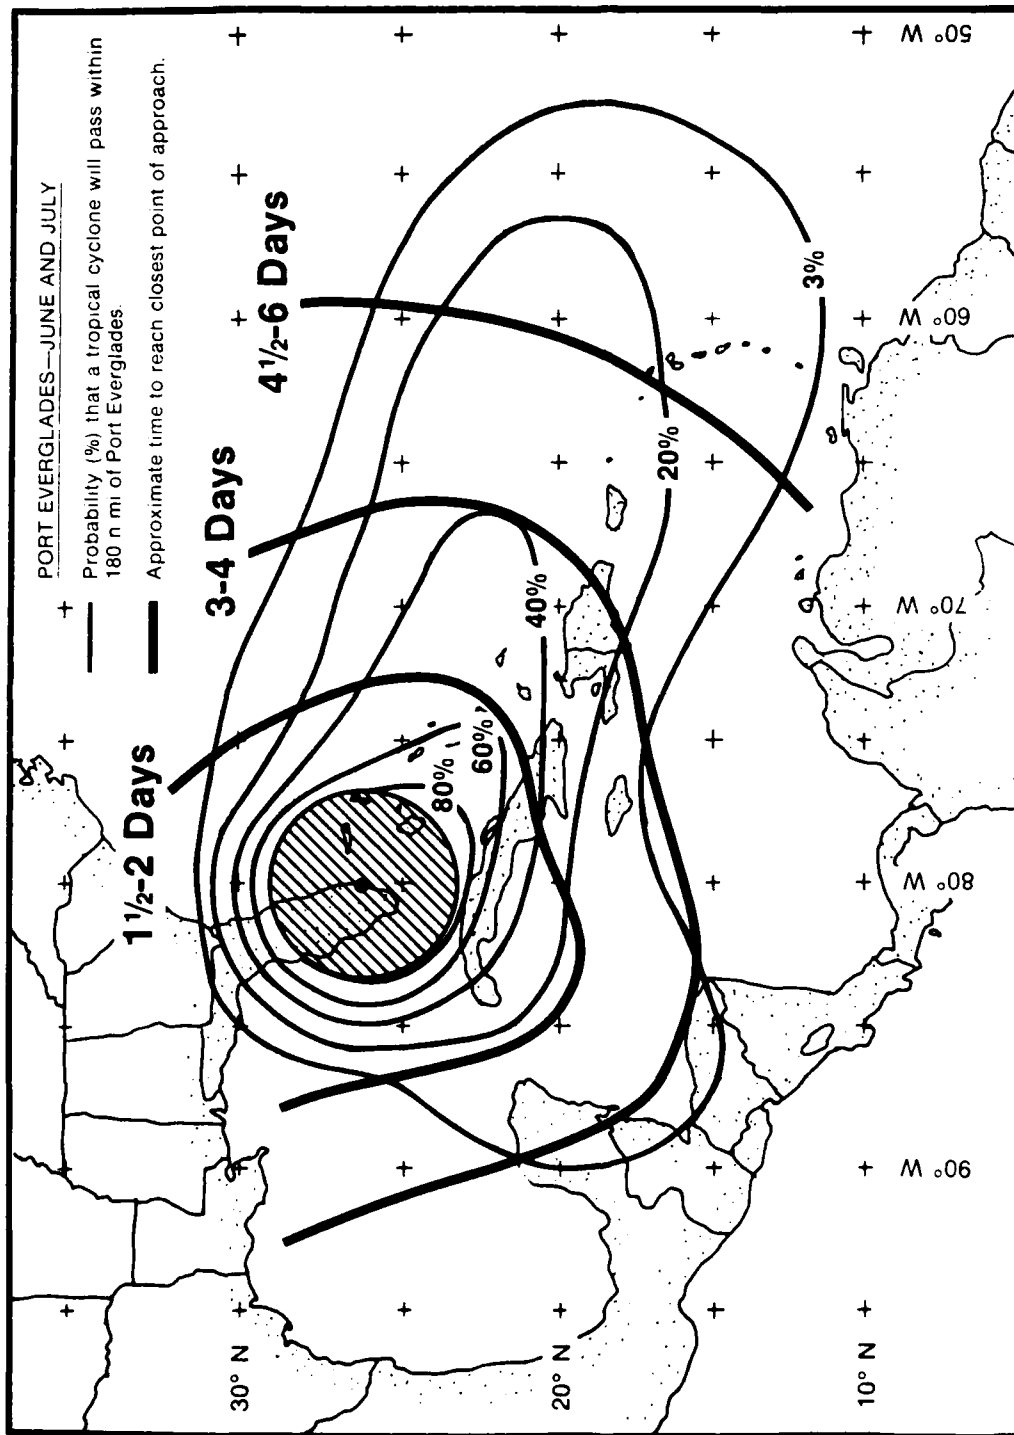 PORT EVERGLADES—JUNE AND JULY
Probability (%) that a tropical cyclone will pass within
180 n mi of Port Everglades.
Approximate time to reach closest point of approach.
1½-2 Days
3-4 Days
4½-6 Days
80%
60%
40%
20%
3%
30° N
20° N
10° N
90° W
80° W
70° W
60° W
50° W